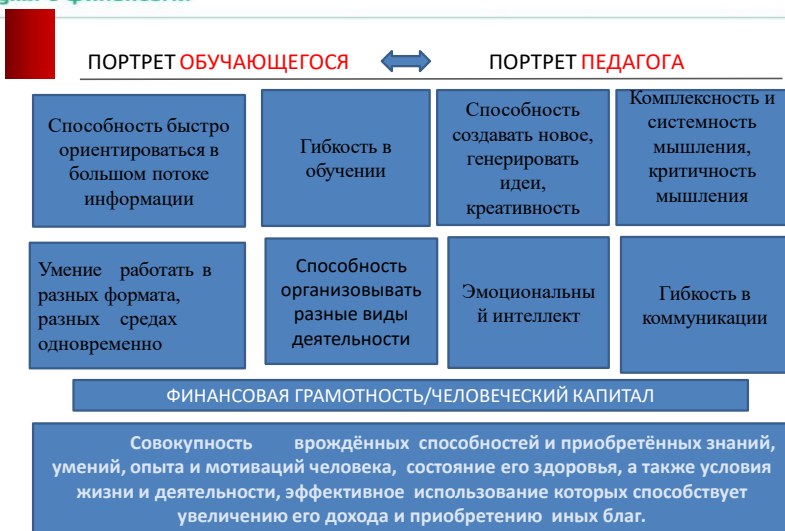 ПОРТРЕТ ОБУЧАЮЩЕГОСЯ ПОРТРЕТ ПЕДАГОГА
Способность быстро
ориентироваться в
большом потоке
информации
Гибкость в
обучении
Способность
создавать новое,
генерировать
идеи,
креативность
Комплексность и
системность
мышления,
критичность
мышления
Умение работать в
разных формата,
разных средах
одновременно
Способность
организовывать
разные виды
деятельности
Эмоциональны
й интеллект
Гибкость в
коммуникации
ФИНАНСОВАЯ ГРАМОТНОСТЬ/ЧЕЛОВЕЧЕСКИЙ КАПИТАЛ
Совокупность врождённых способностей и приобретённых знаний,
умений, опыта и мотиваций человека, состояние его здоровья, а также условия
жизни и деятельности, эффективное использование которых способствует
увеличению его дохода и приобретению иных благ.